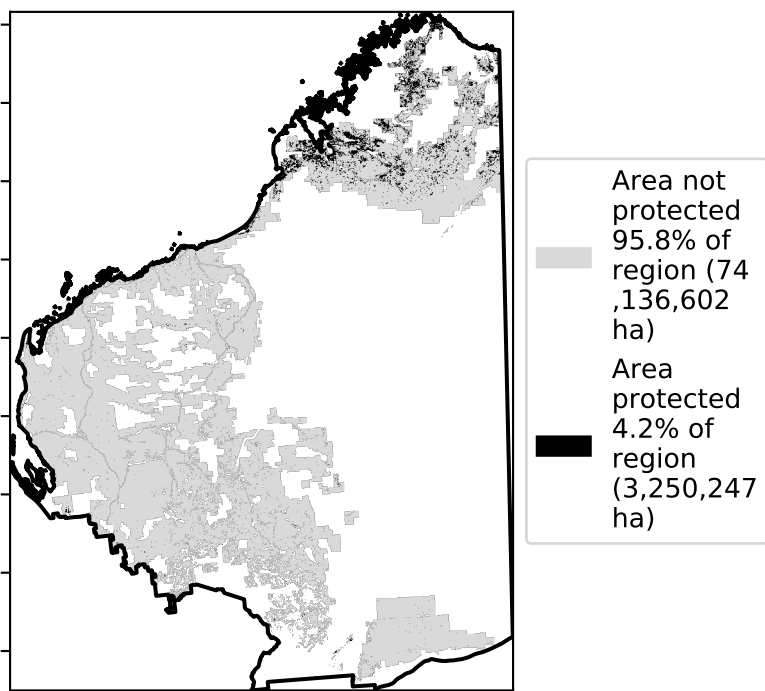 Area not
protected
95.8% of
region (74
,136,602
ha)
Area
protected
4.2% of
region
(3,250,247
ha)